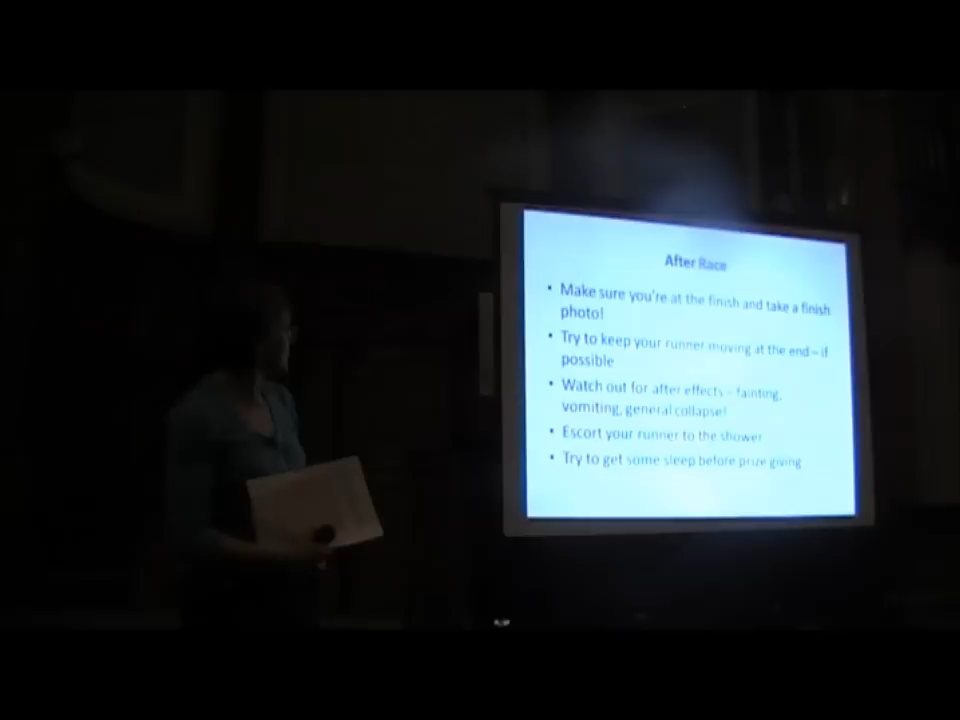 After Race
• Make sure you're at the finish and take a finish
photo!
• Try to keep your runner moving at the end – if
possible
• Watch out for after effects – fainting,
vomiting, general collapse!
• Escort your runner to the shower
• Try to get some sleep before prize giving